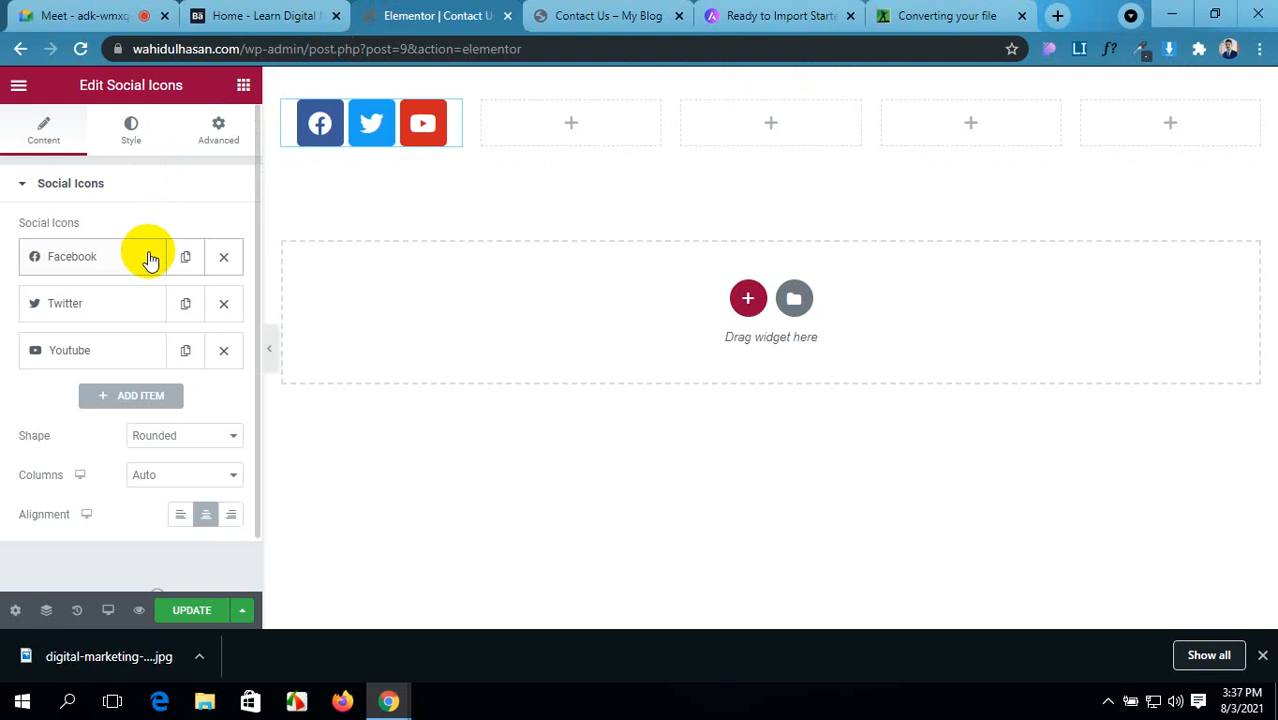 Meet - adk-wmxq-
Home - Learn Digital M
Elementor | Contact U
Contact Us – My Blog
Ready to Import Starte
Converting your file
wahidulhasan.com/wp-admin/post.php?post=9&action=elementor
Edit Social Icons
Content
Style
Advanced
Social Icons
Social Icons
Facebook
Twitter
Youtube
ADD ITEM
Shape
Rounded
Columns
Auto
Alignment
UPDATE
Drag widget here
digital-marketing-....jpg
Show all
3:37 PM
8/3/2021